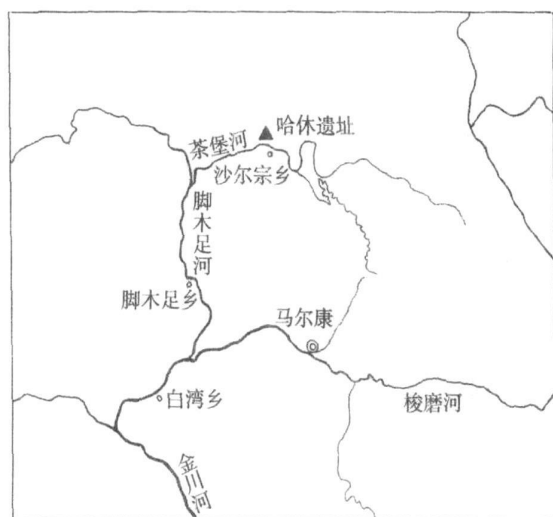 哈休遗址
茶堡河
沙尔宗乡
脚木足河
脚木足乡
马尔康
白湾乡
梭磨河
金川河